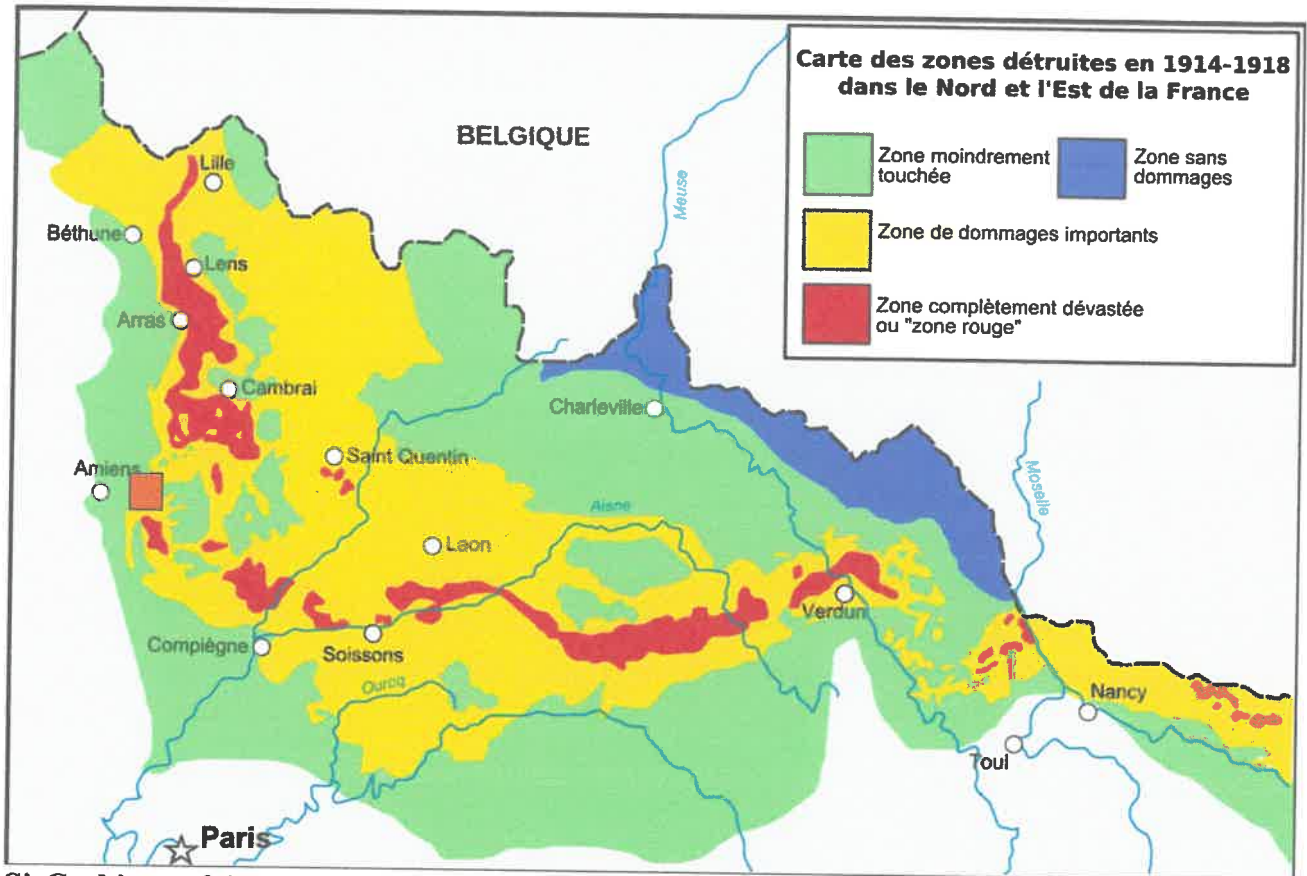 Carte des zones détruites en 1914-1918
dans le Nord et l'Est de la France
Zone moindrement
touchée
Zone sans
dommages
Zone de dommages importants
Zone complètement dévastée
ou "zone rouge"
BELGIQUE
Lille
Meuse
Béthune
Lens
Arras
Cambrai
Charleville
Saint Quentin
Amiens
Moselle
Aisne
Laon
Verdun
Compiègne
Soissons
Ourcq
Nancy
Toul
Paris